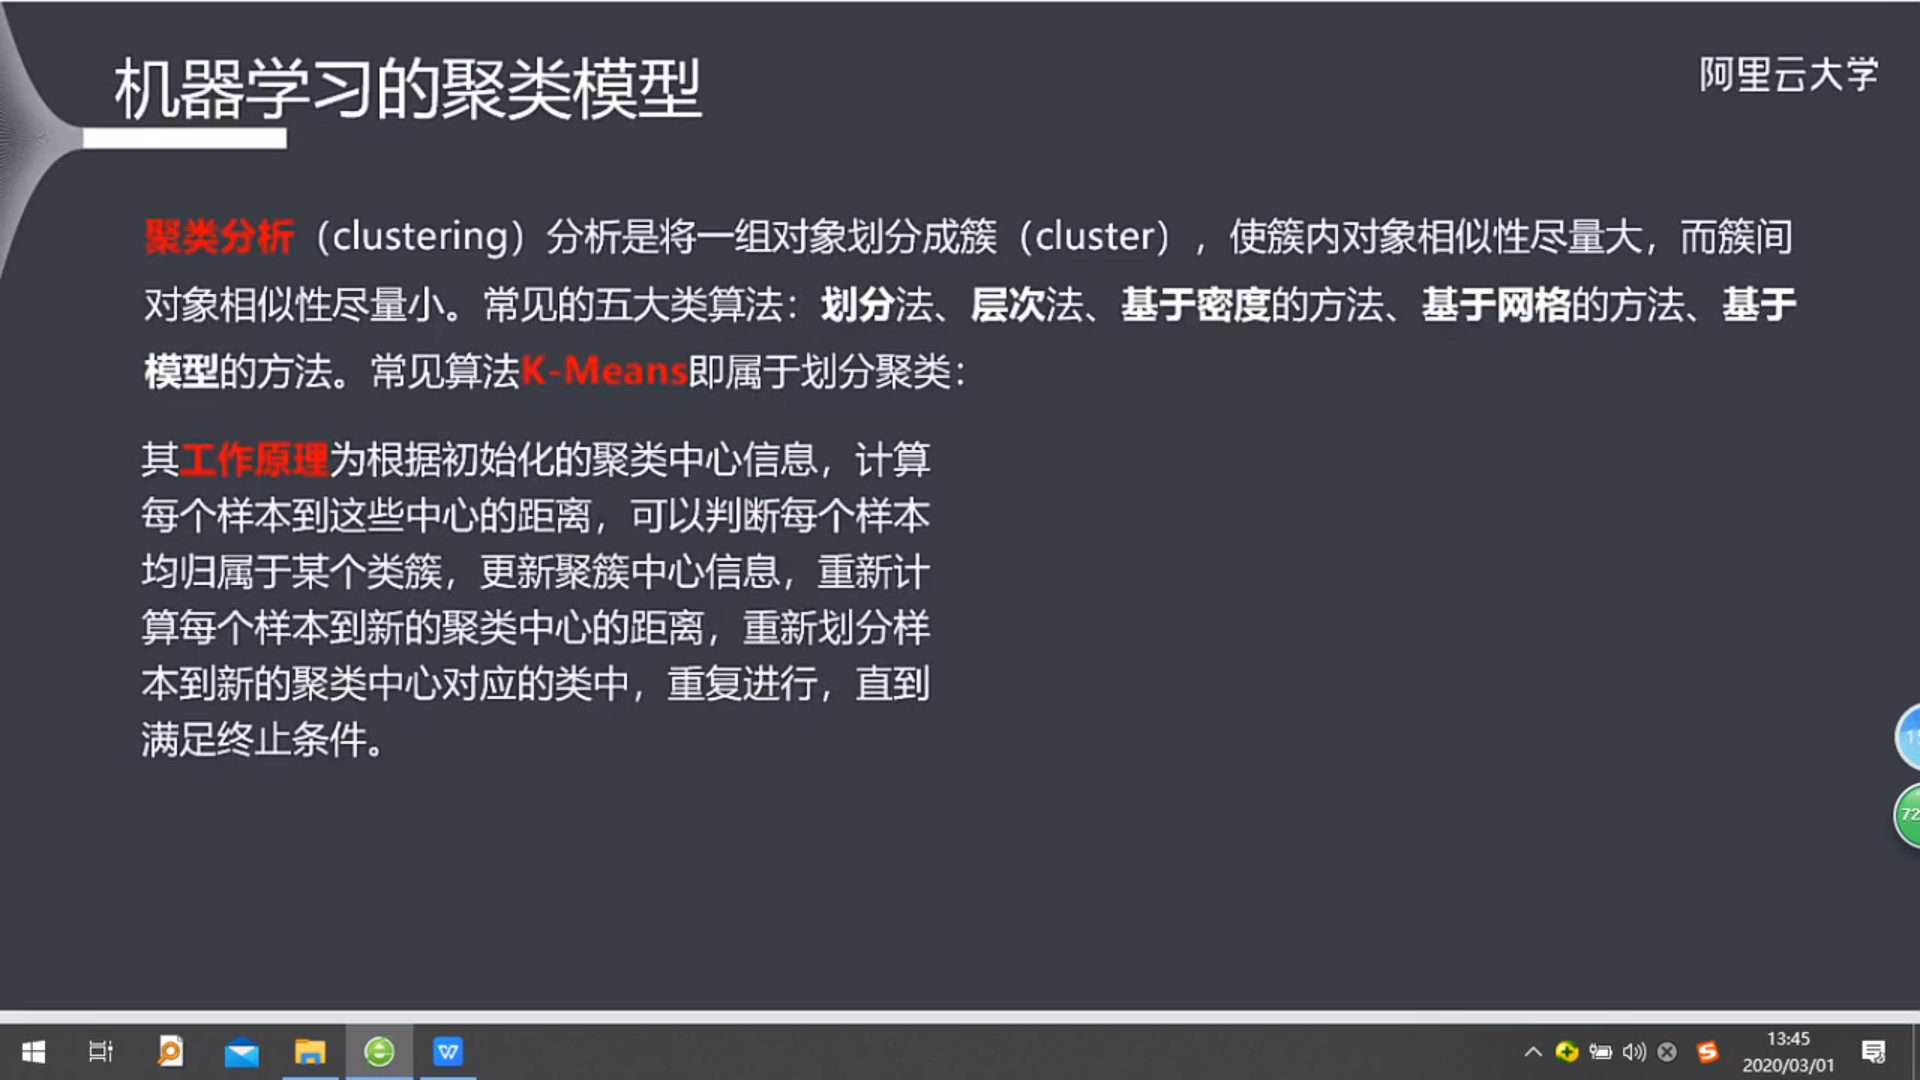 机器学习的聚类模型
阿里云大学
聚类分析（clustering）分析是将一组对象划分成簇（cluster），使簇内对象相似性尽量大，而簇间
对象相似性尽量小。常见的五大类算法：划分法、层次法、基于密度的方法、基于网格的方法、基于
模型的方法。常见算法K-Means即属于划分聚类：
其工作原理为根据初始化的聚类中心信息，计算
每个样本到这些中心的距离，可以判断每个样本
均归属于某个类簇，更新聚簇中心信息，重新计
算每个样本到新的聚类中心的距离，重新划分样
本到新的聚类中心对应的类中，重复进行，直到
满足终止条件。
72
13:45
2020/03/01